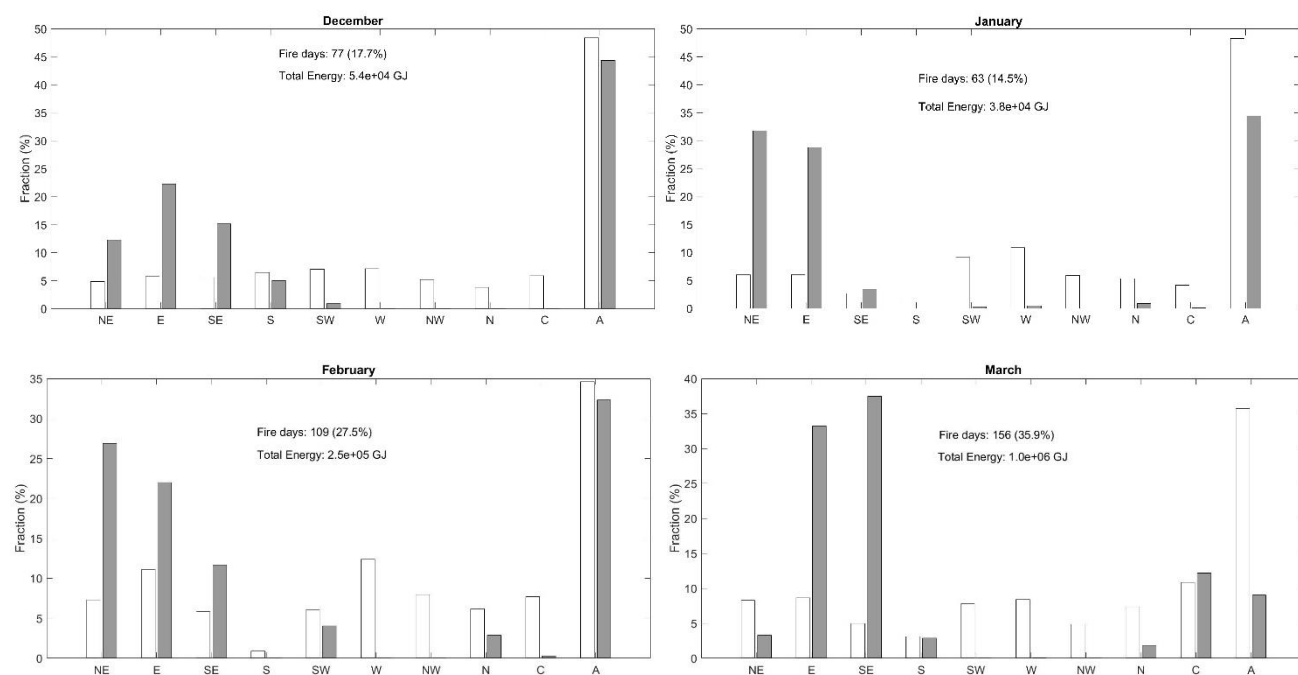 December
Fraction (%)
50
45
40
35
30
25
20
15
10
5
0
Fire days: 77 (17.7%)
Total Energy: 5.4e+04 GJ
NE E SE S SW W NW N C A
January
Fraction (%)
50
45
40
35
30
25
20
15
10
5
0
Fire days: 63 (14.5%)
Total Energy: 3.8e+04 GJ
NE E SE S SW W NW N C A
February
Fraction (%)
35
30
25
20
15
10
5
0
Fire days: 109 (27.5%)
Total Energy: 2.5e+05 GJ
NE E SE S SW W NW N C A
March
Fraction (%)
40
35
30
25
20
15
10
5
0
Fire days: 156 (35.9%)
Total Energy: 1.0e+06 GJ
NE E SE S SW W NW N C A